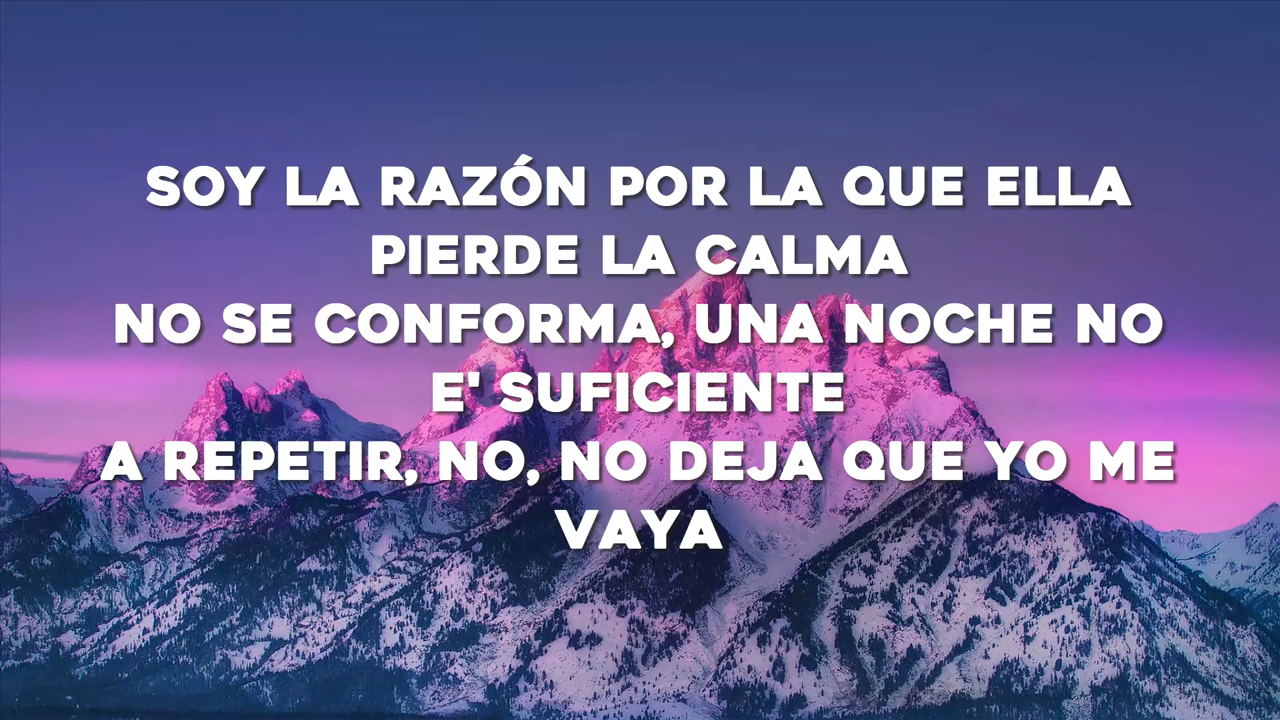 SOY LA RAZÓN POR LA QUE ELLA
PIERDE LA CALMA
NO SE CONFORMA, UNA NOCHE NO
E' SUFICIENTE
A REPETIR, NO, NO DEJA QUE YO ME
VAYA